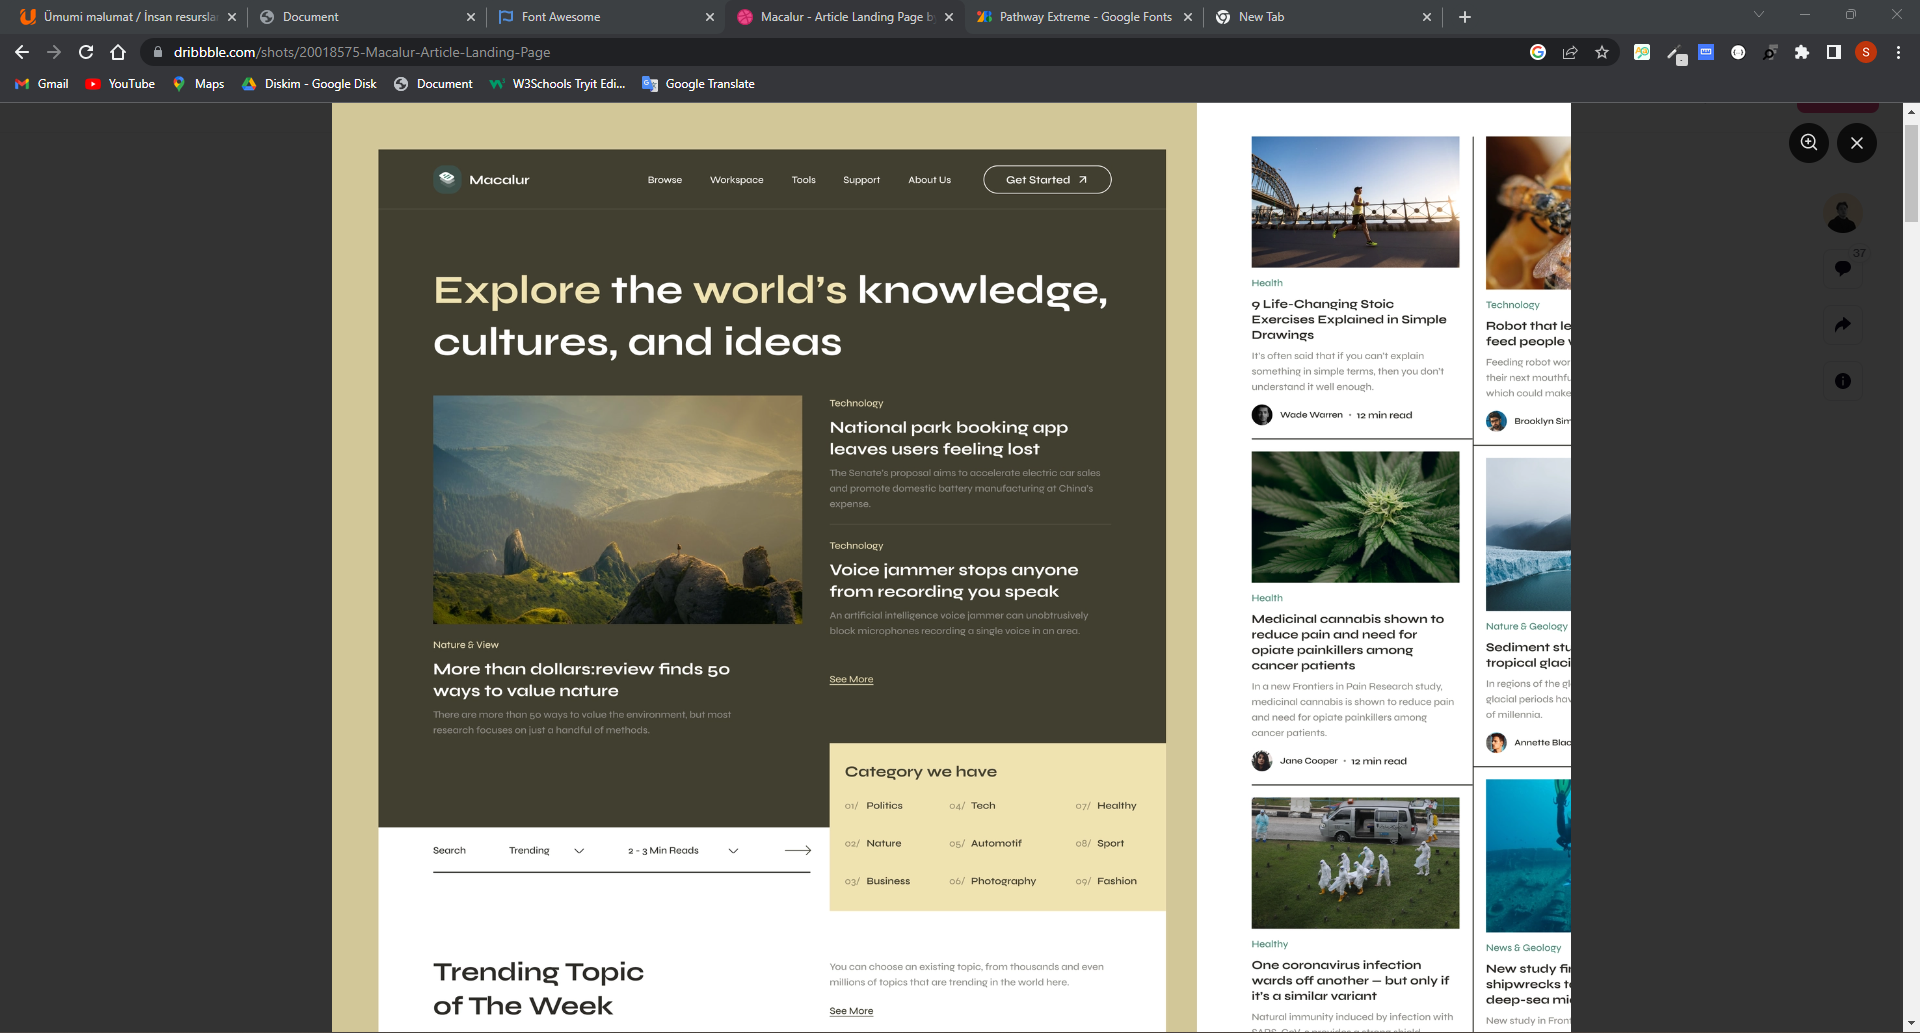 Ümumi məlumat / İnsan resurslar
Document
Font Awesome
Macalur - Article Landing Page by
Pathway Extreme - Google Fonts
New Tab
dribbble.com/shots/20018575-Macalur-Article-Landing-Page
S
Gmail
YouTube
Maps
Diskim - Google Disk
Document
W3Schools Tryit Edi...
Google Translate
Macalur
Browse
Workspace
Tools
Support
About Us
Get Started
Explore the world's knowledge,
cultures, and ideas
Nature & View
More than dollars:review finds 50
ways to value nature
There are more than 50 ways to value the environment, but most
research focuses on just a handful of methods.
Technology
National park booking app
leaves users feeling lost
The Senate's proposal aims to accelerate electric car sales
and promote domestic battery manufacturing at China's
expense.
Technology
Voice jammer stops anyone
from recording you speak
An artificial intelligence voice jammer can unobtrusively
block microphones recording a single voice in an area.
See More
Category we have
01/ Politics
04/ Tech
07/ Healthy
02/ Nature
05/ Automotif
08/ Sport
03/ Business
06/ Photography
09/ Fashion
Search
Trending
2 - 3 Min Reads
Trending Topic
of The Week
You can choose an existing topic, from thousands and even
millions of topics that are trending in the world here.
See More
Health
9 Life-Changing Stoic
Exercises Explained in Simple
Drawings
It's often said that if you can't explain
something in simple terms, then you don't
understand it well enough.
Wade Warren • 12 min read
Health
Medicinal cannabis shown to
reduce pain and need for
opiate painkillers among
cancer patients
In a new Frontiers in Pain Research study,
medicinal cannabis is shown to reduce pain
and need for opiate painkillers among
cancer patients.
Jane Cooper • 12 min read
Healthy
One coronavirus infection
wards off another — but only if
it's a similar variant
Natural immunity induced by infection with
Technology
Robot that le
feed people
Feeding robot wor
their next mouthfu
which could make
Brooklyn Sim
Nature & Geology
Sediment stu
tropical glaci
In regions of the gl
glacial periods hav
of millennia.
Annette Blac
News & Geology
New study fi
shipwrecks t
deep-sea mi
New study in Front
37